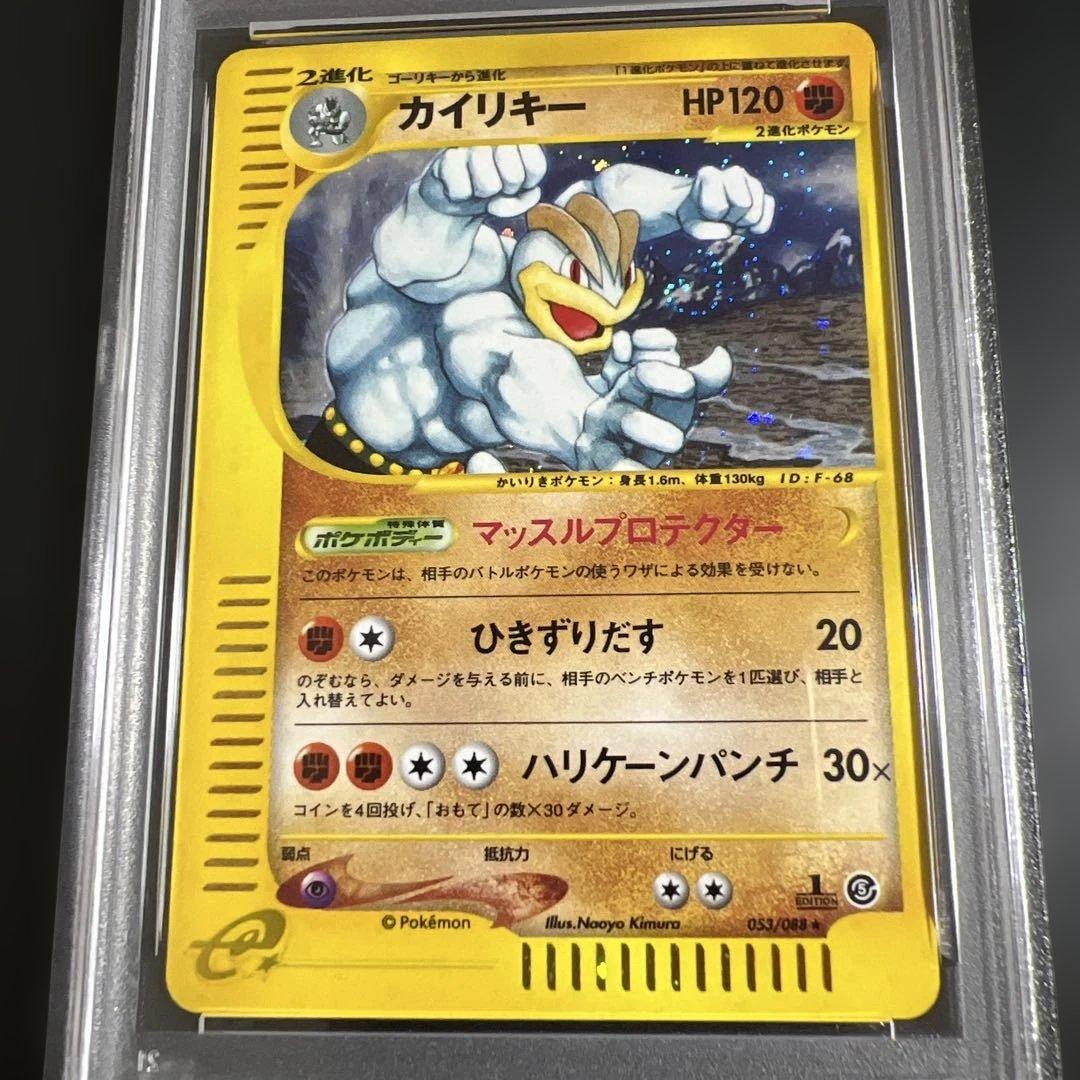 2進化 ゴーリキーから進化 「1進化ポケモン」の上に重ねて進化させます
カイリキー HP120
2進化ポケモン
かいりきポケモン：身長1.6m、体重130kg ID：F-68
特殊体質
ポケボディー マッスルプロテクター
このポケモンは、相手のバトルポケモンの使うワザによる効果を受けない。
ひきずりだす 20
のぞむなら、ダメージを与える前に、相手のベンチポケモンを1匹選び、相手と
入れ替えてよい。
ハリケーンパンチ 30×
コインを4回投げ、「おもて」の数×30ダメージ。
弱点 抵抗力 にげる
1
EDITION 5
©Pokémon Illus.Naoyo Kimura 053/088★
e
21